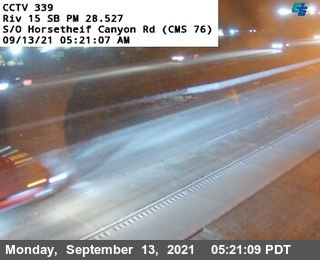 CCTV 339
Riv 15 SB PM 28.527
S/O Horsetheif Canyon Rd (CMS 76)
09/13/21 05:21:07 AM
Monday, September 13, 2021 05:21:09 PDT